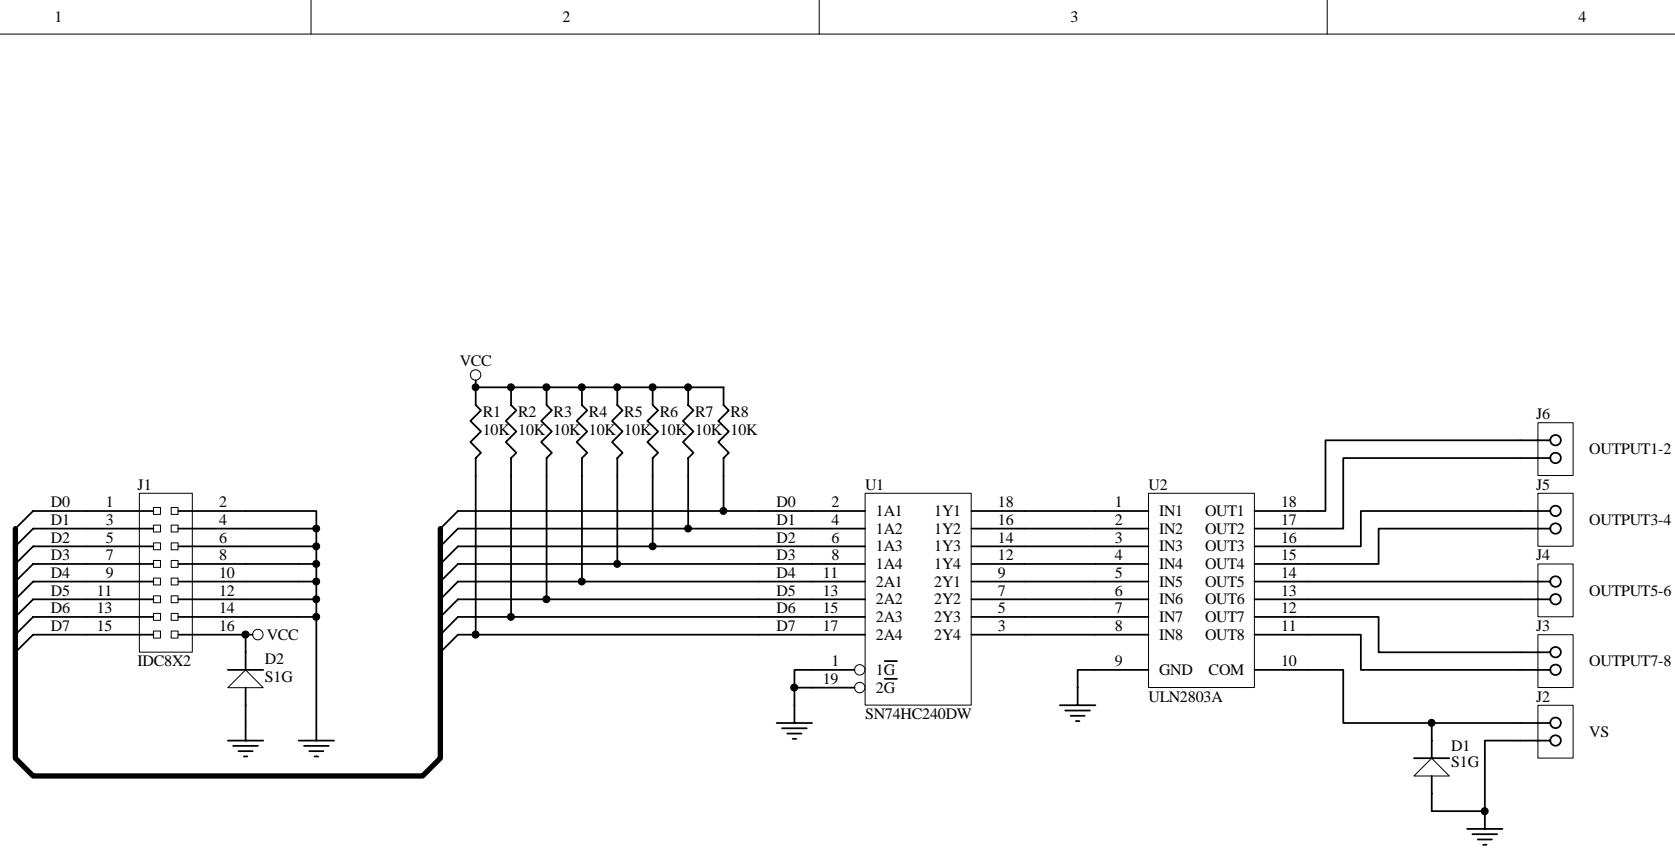 1 2 3 4
VCC
R1 R2 R3 R4 R5 R6 R7 R8
10K 10K 10K 10K 10K 10K 10K 10K
J1
D0 1 2
D1 3 4
D2 5 6
D3 7 8
D4 9 10
D5 11 12
D6 13 14
D7 15 16 VCC
IDC8X2
D2
S1G
U1
D0 2 1A1 1Y1 18
D1 4 1A2 1Y2 16
D2 6 1A3 1Y3 14
D3 8 1A4 1Y4 12
D4 11 2A1 2Y1 9
D5 13 2A2 2Y2 7
D6 15 2A3 2Y3 5
D7 17 2A4 2Y4 3
1 1G
19 2G
SN74HC240DW
U2
1 IN1 OUT1 18
2 IN2 OUT2 17
3 IN3 OUT3 16
4 IN4 OUT4 15
5 IN5 OUT5 14
6 IN6 OUT6 13
7 IN7 OUT7 12
8 IN8 OUT8 11
9 GND COM 10
ULN2803A
J6
OUTPUT1-2
J5
OUTPUT3-4
J4
OUTPUT5-6
J3
OUTPUT7-8
J2
VS
D1
S1G